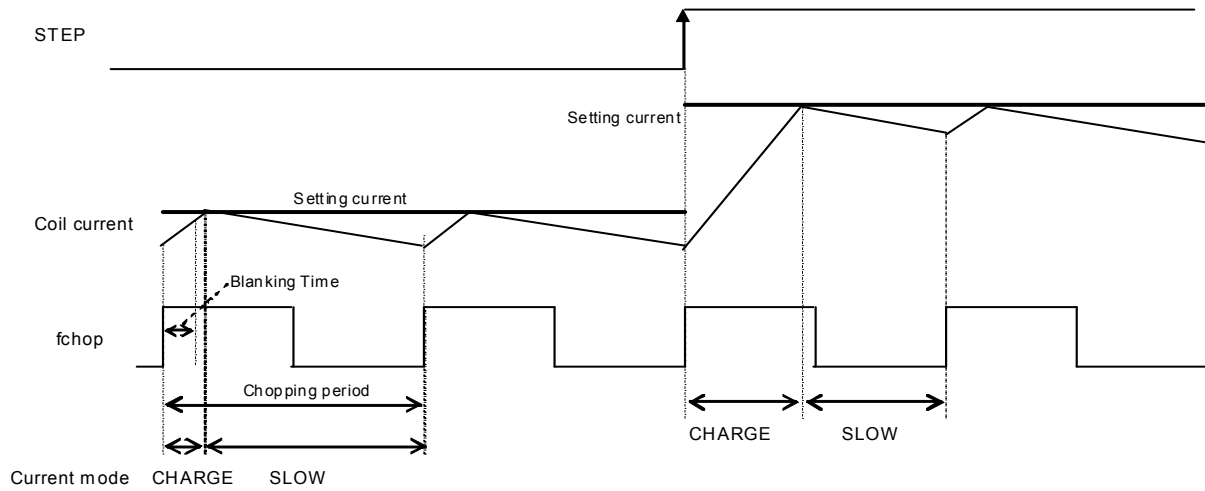 STEP
Setting current
Setting current
Coil current
Blanking Time
fchop
Chopping period
CHARGE SLOW
Current mode CHARGE SLOW